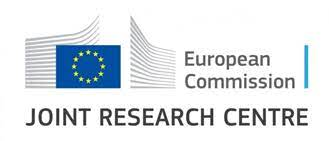 European
Commission
JOINT RESEARCH CENTRE